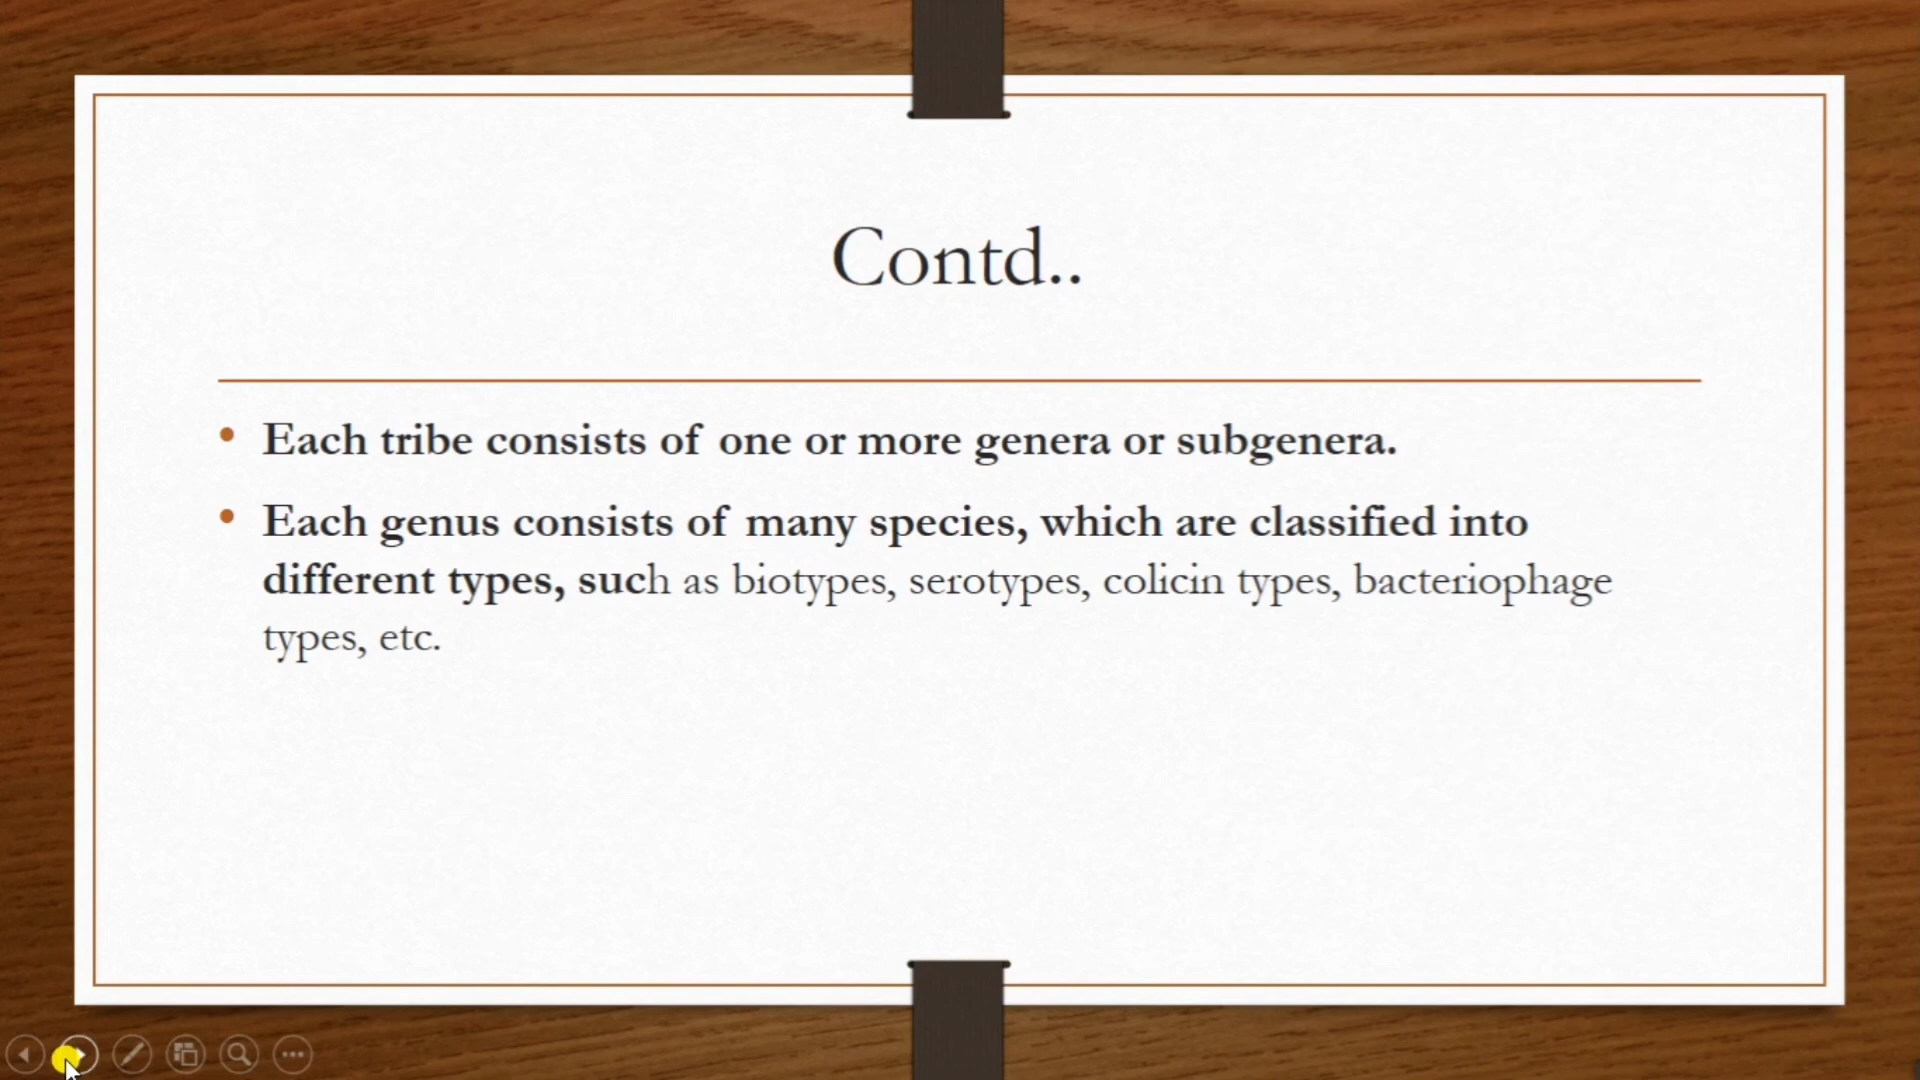 Contd..
• Each tribe consists of one or more genera or subgenera.
• Each genus consists of many species, which are classified into
different types, such as biotypes, serotypes, colicin types, bacteriophage
types, etc.